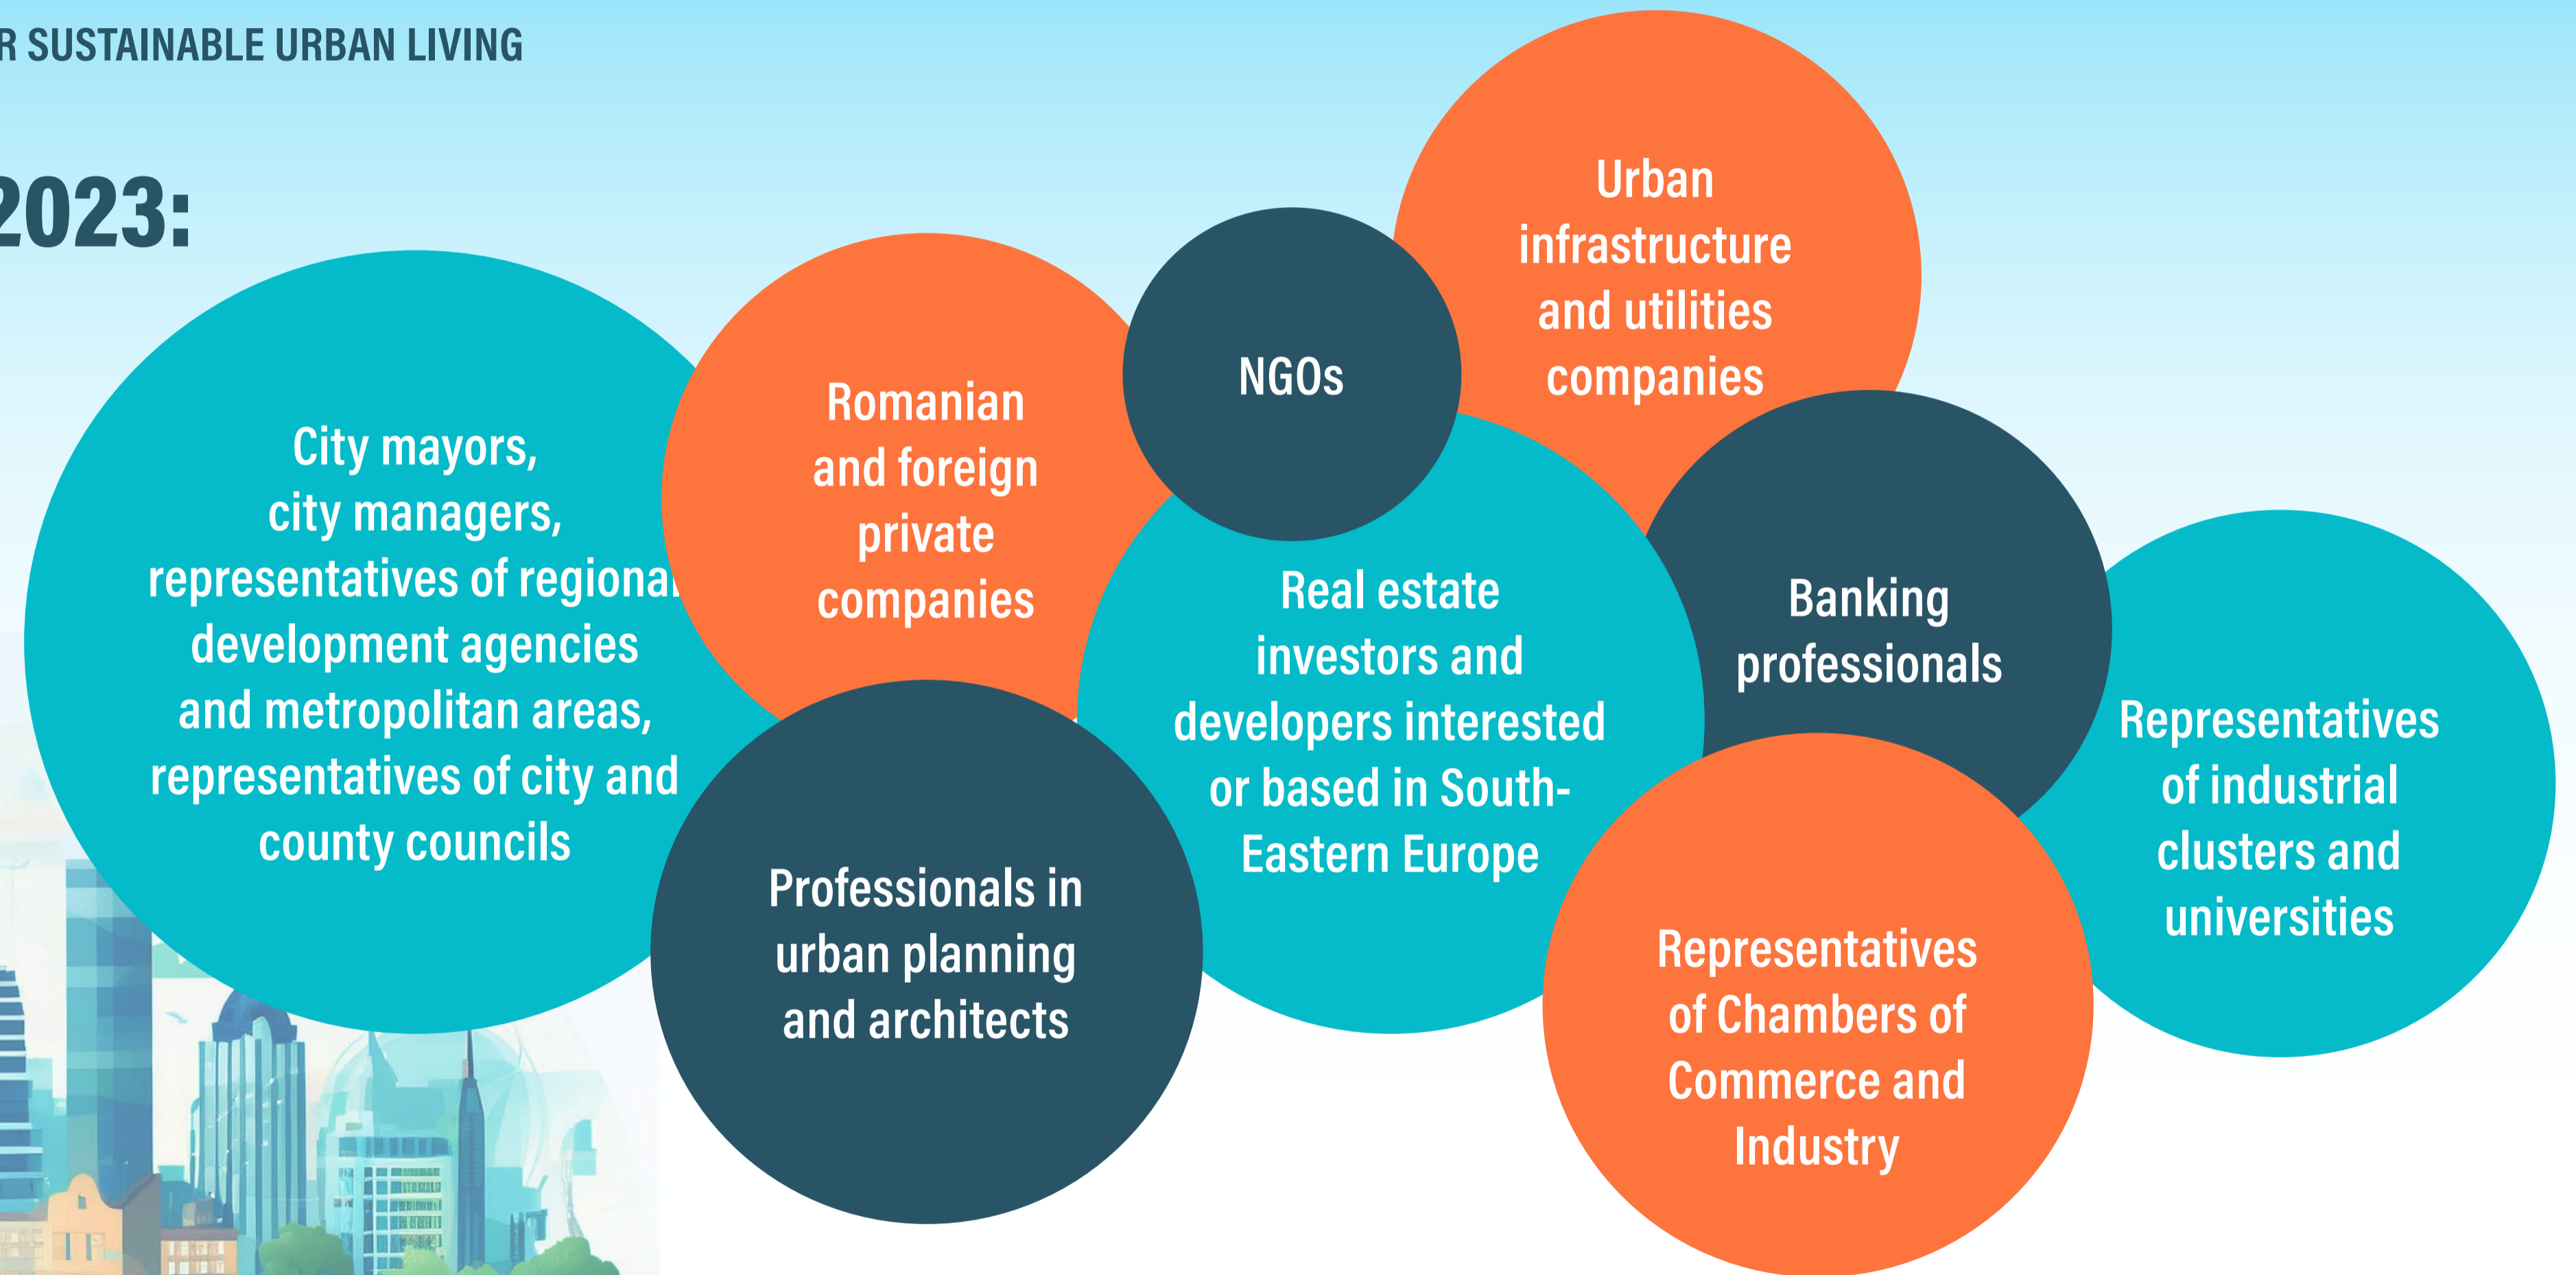 R SUSTAINABLE URBAN LIVING
2023:
City mayors,
city managers,
representatives of regional
development agencies
and metropolitan areas,
representatives of city and
county councils
Romanian
and foreign
private
companies
NGOs
Urban
infrastructure
and utilities
companies
Professionals in
urban planning
and architects
Real estate
investors and
developers interested
or based in South-
Eastern Europe
Banking
professionals
Representatives
of Chambers of
Commerce and
Industry
Representatives
of industrial
clusters and
universities